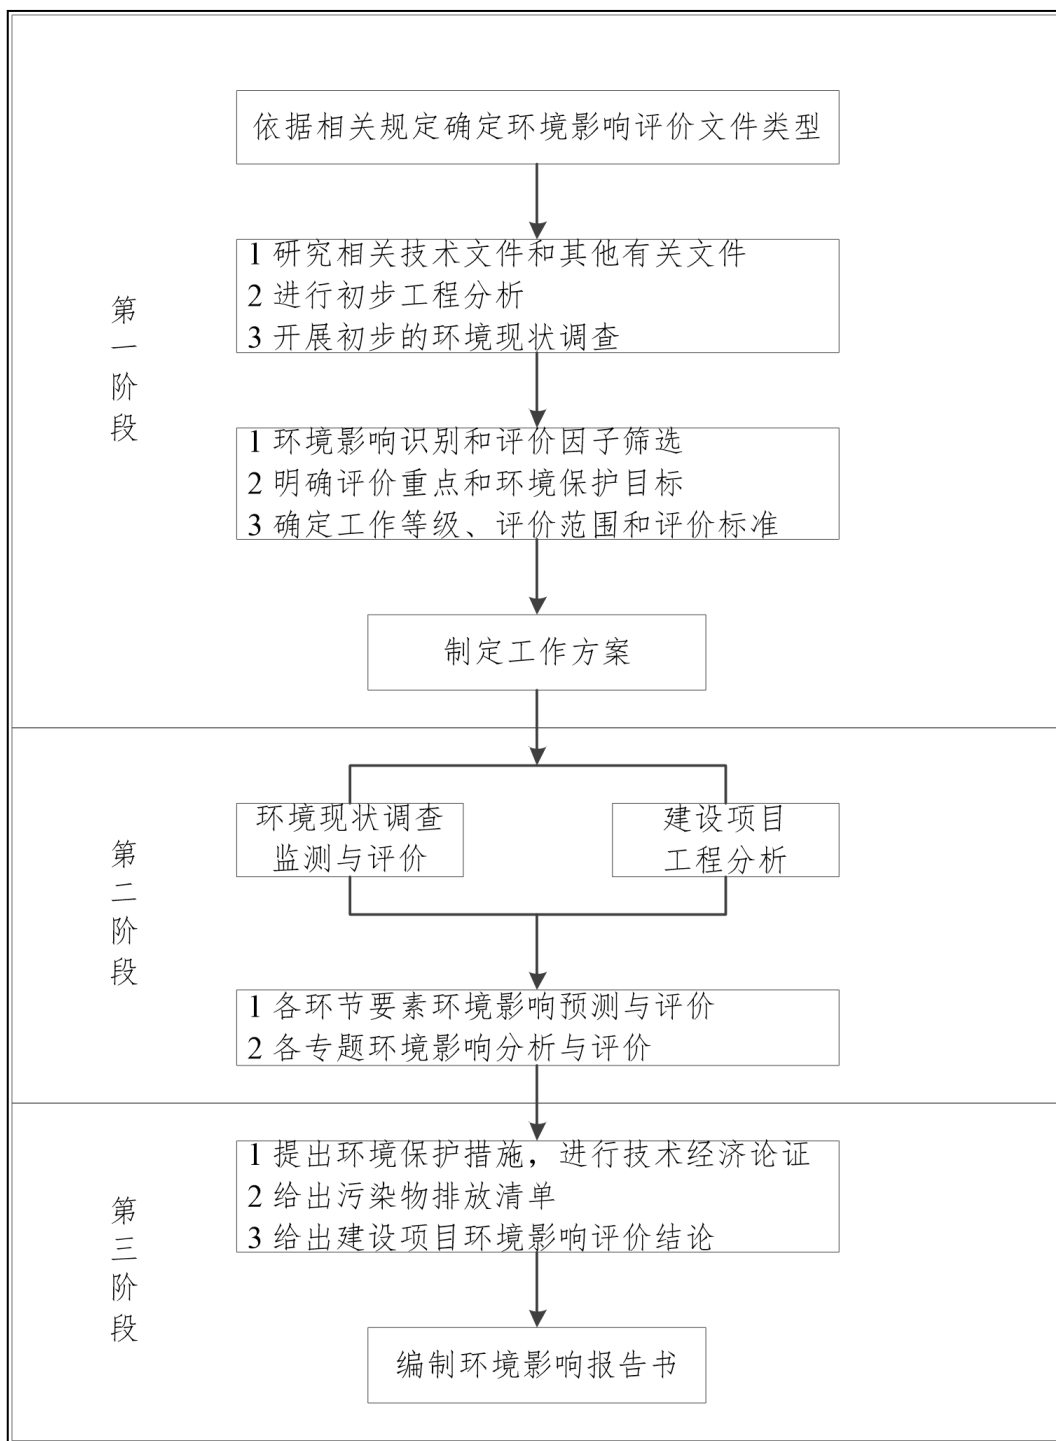 依据相关规定确定环境影响评价文件类型
第一阶段
1 研究相关技术文件和其他有关文件
2 进行初步工程分析
3 开展初步的环境现状调查
1 环境影响识别和评价因子筛选
2 明确评价重点和环境保护目标
3 确定工作等级、评价范围和评价标准
制定工作方案
第二阶段
环境现状调查
监测与评价
建设项目
工程分析
1 各环节要素环境影响预测与评价
2 各专题环境影响分析与评价
第三阶段
1 提出环境保护措施，进行技术经济论证
2 给出污染物排放清单
3 给出建设项目环境影响评价结论
编制环境影响报告书